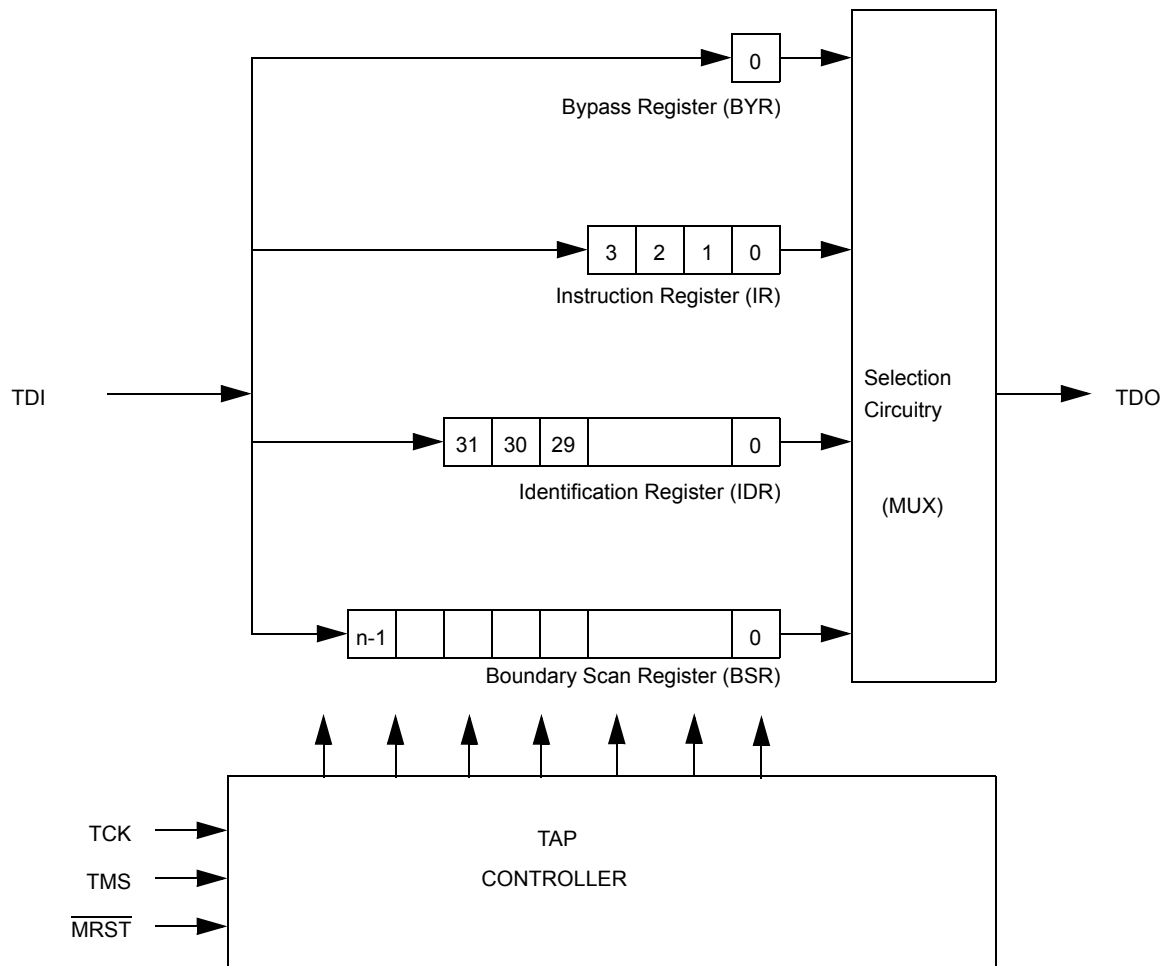 0
Bypass Register (BYR)
3 2 1 0
Instruction Register (IR)
TDI
Selection
Circuitry
(MUX)
TDO
31 30 29 0
Identification Register (IDR)
n-1 0
Boundary Scan Register (BSR)
TCK
TMS
MRST
TAP
CONTROLLER